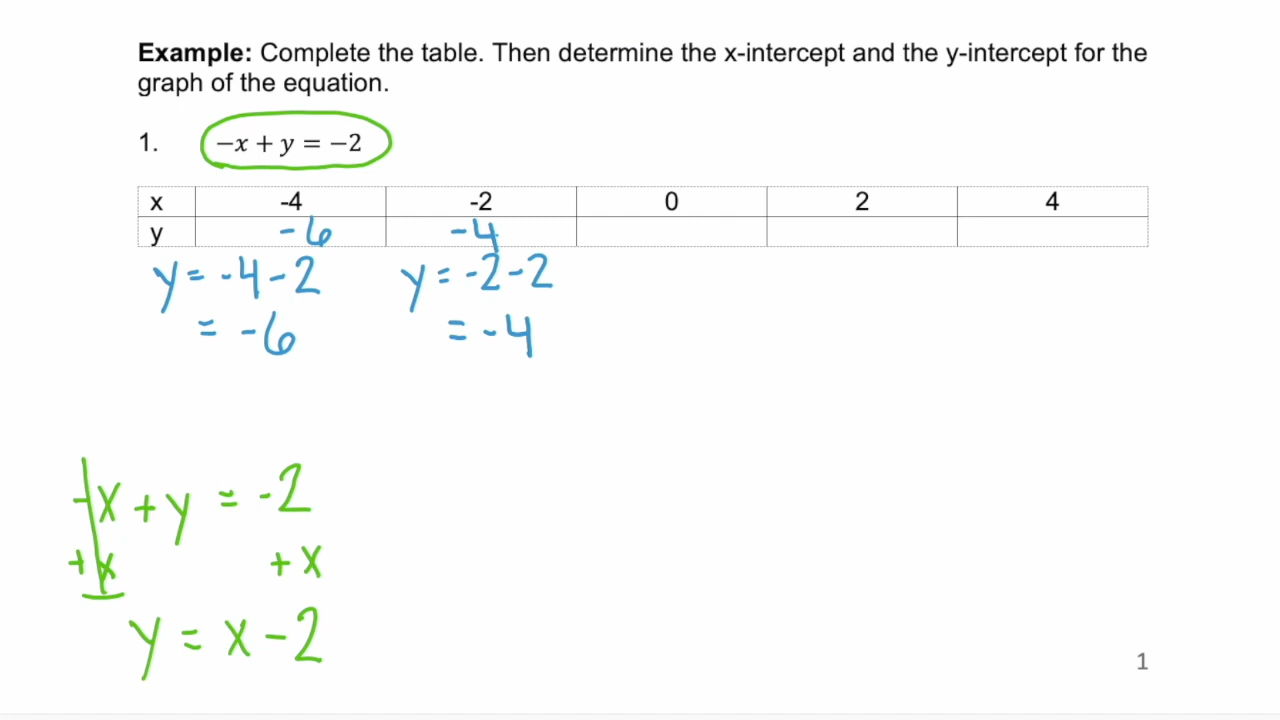 Example: Complete the table. Then determine the x-intercept and the y-intercept for the
graph of the equation.
1. −x + y = −2
x -4 -2 0 2 4
y -6 -4
y = -4 - 2 y = -2 - 2
= -6 = -4
-x + y = -2
+ x + x
y = x - 2
1